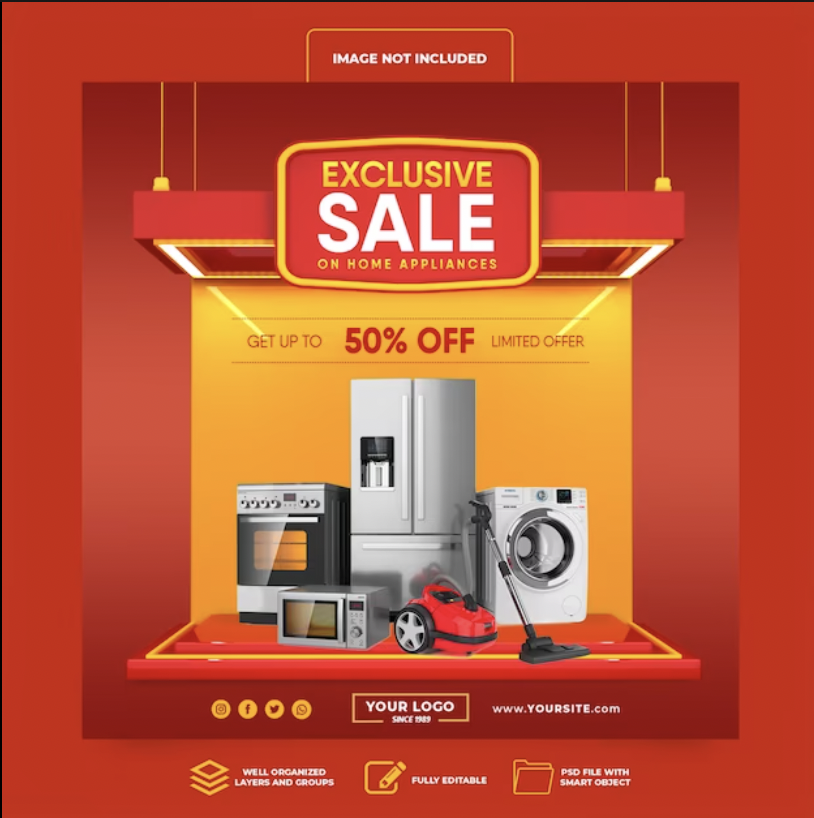 IMAGE NOT INCLUDED
EXCLUSIVE
SALE
ON HOME APPLIANCES
GET UP TO 50% OFF LIMITED OFFER
YOUR LOGO
SINCE 1989
www.YOURSITE.com
WELL ORGANIZED
LAYERS AND GROUPS
FULLY EDITABLE
PSD FILE WITH
SMART OBJECT